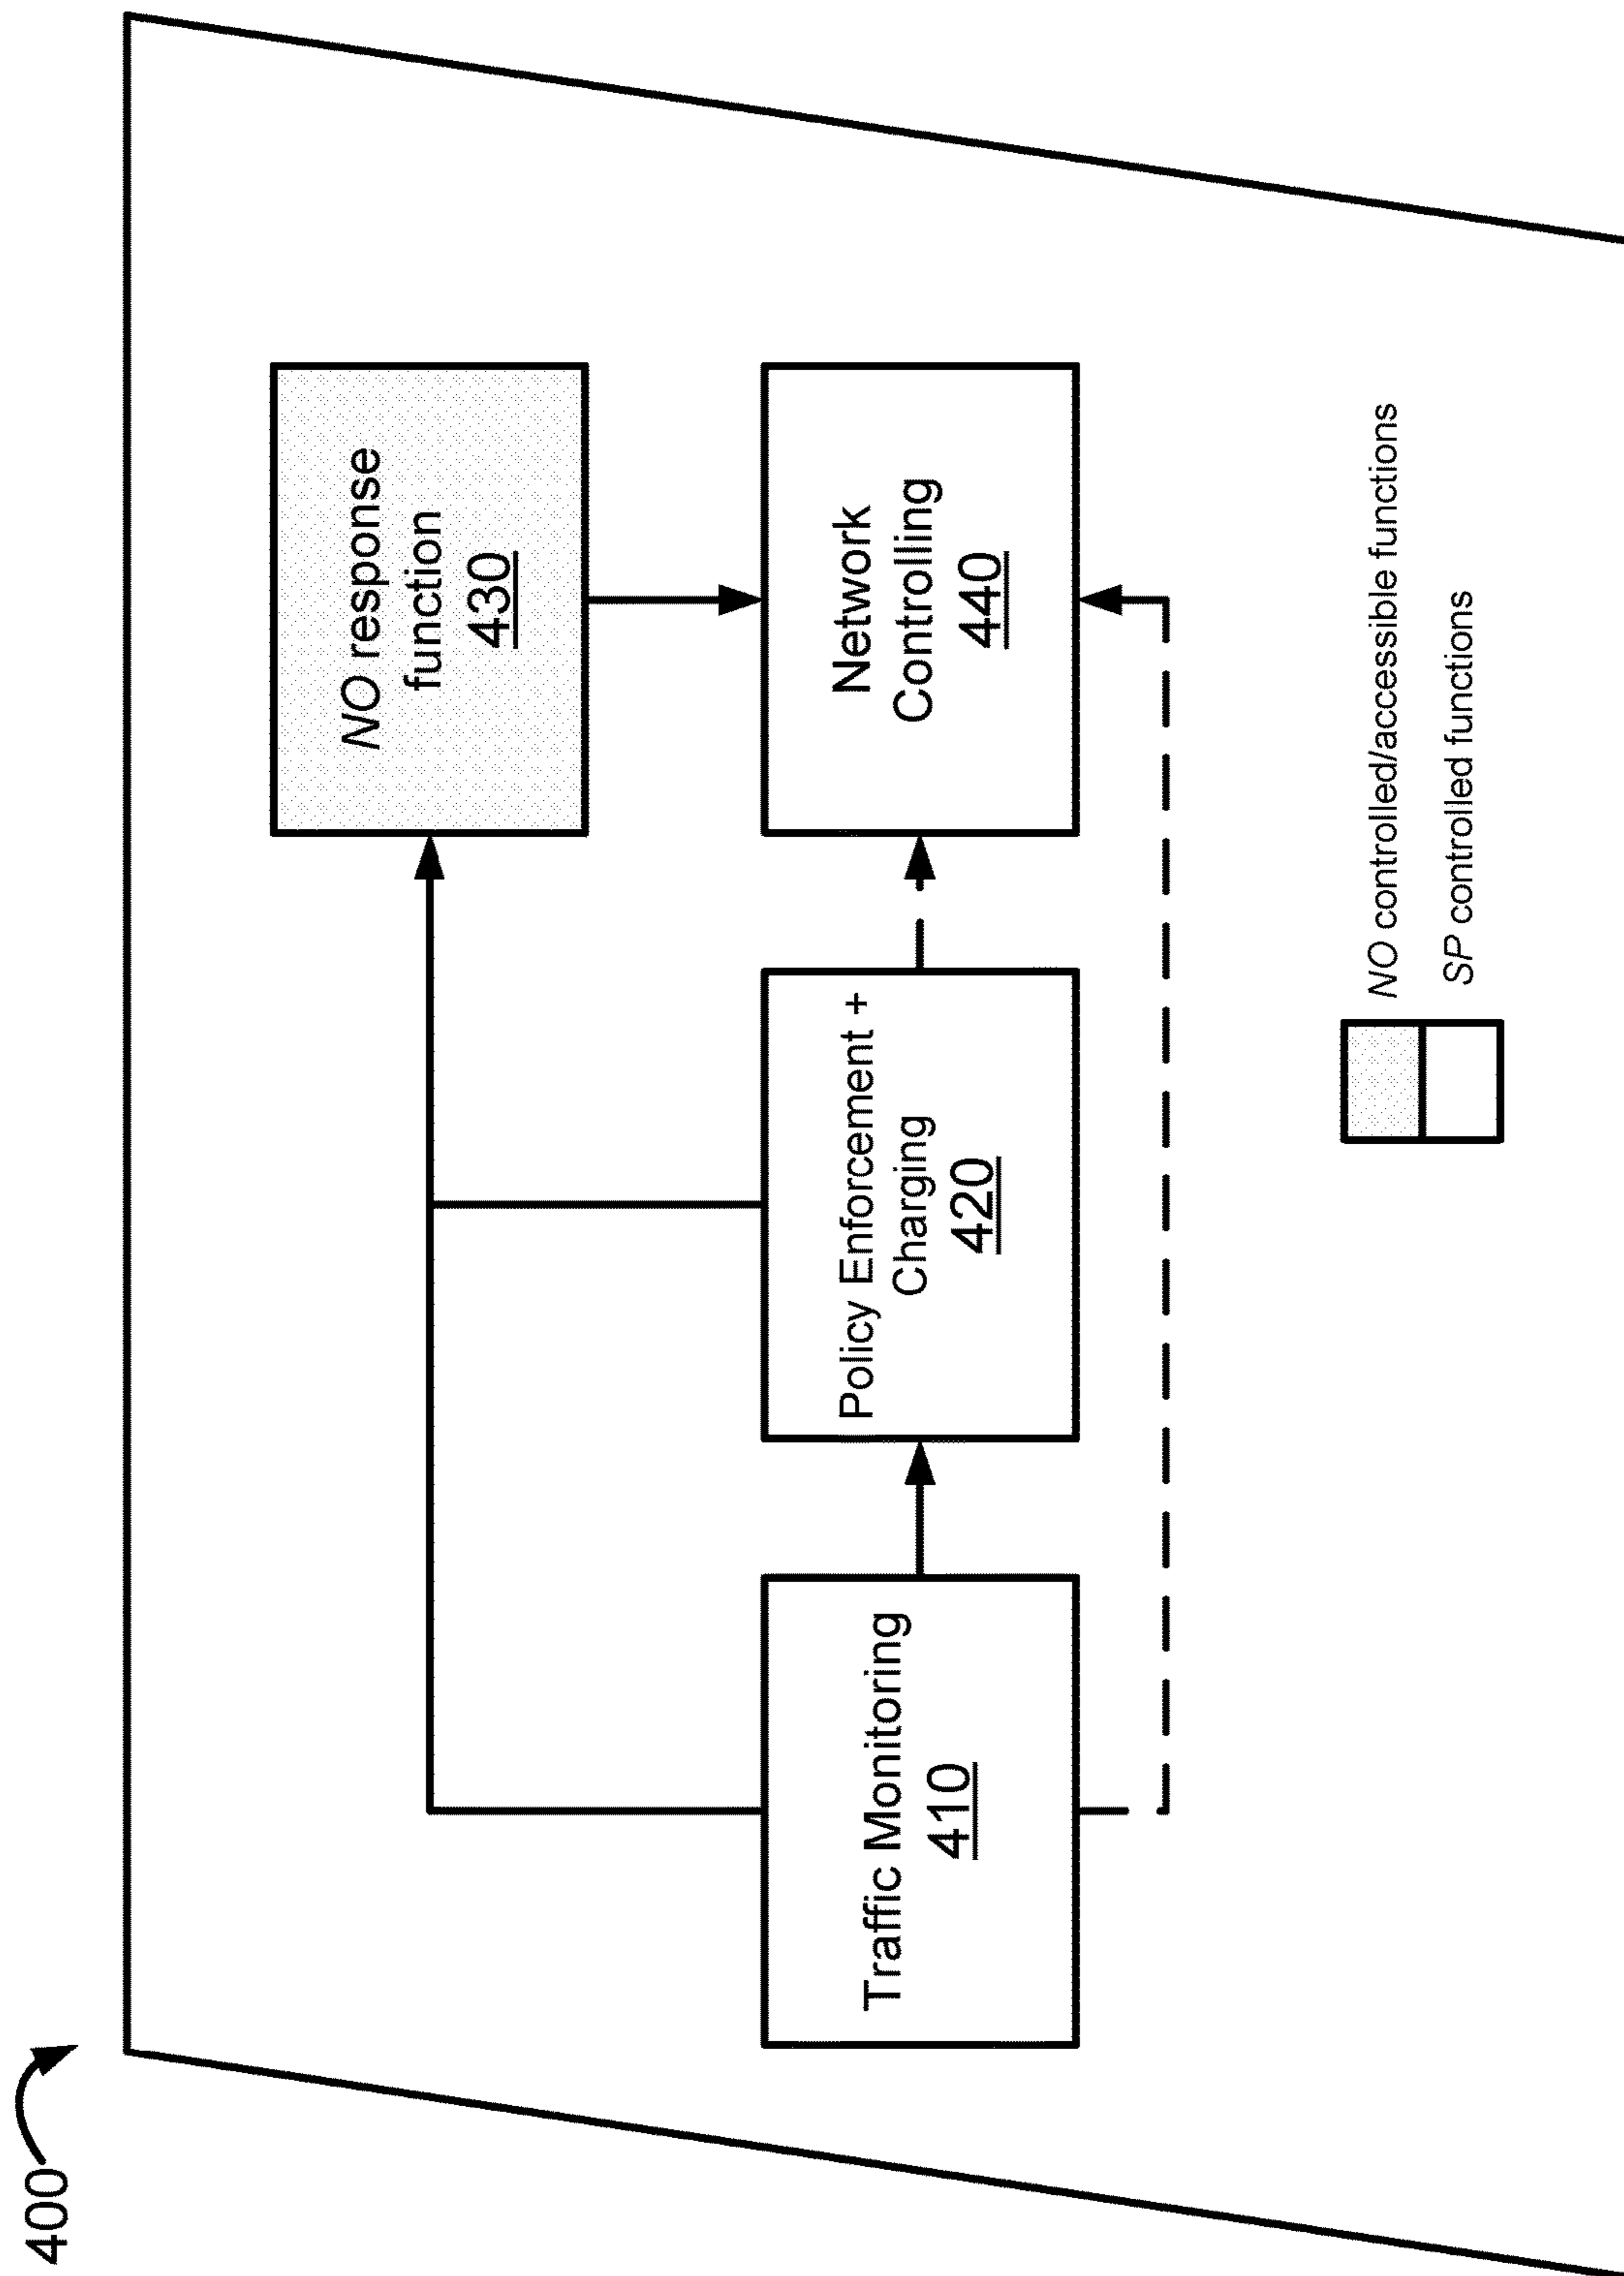 400
NO response
function
430
Traffic Monitoring
410
Policy Enforcement +
Charging
420
Network
Controlling
440
NO controlled/accessible functions
SP controlled functions